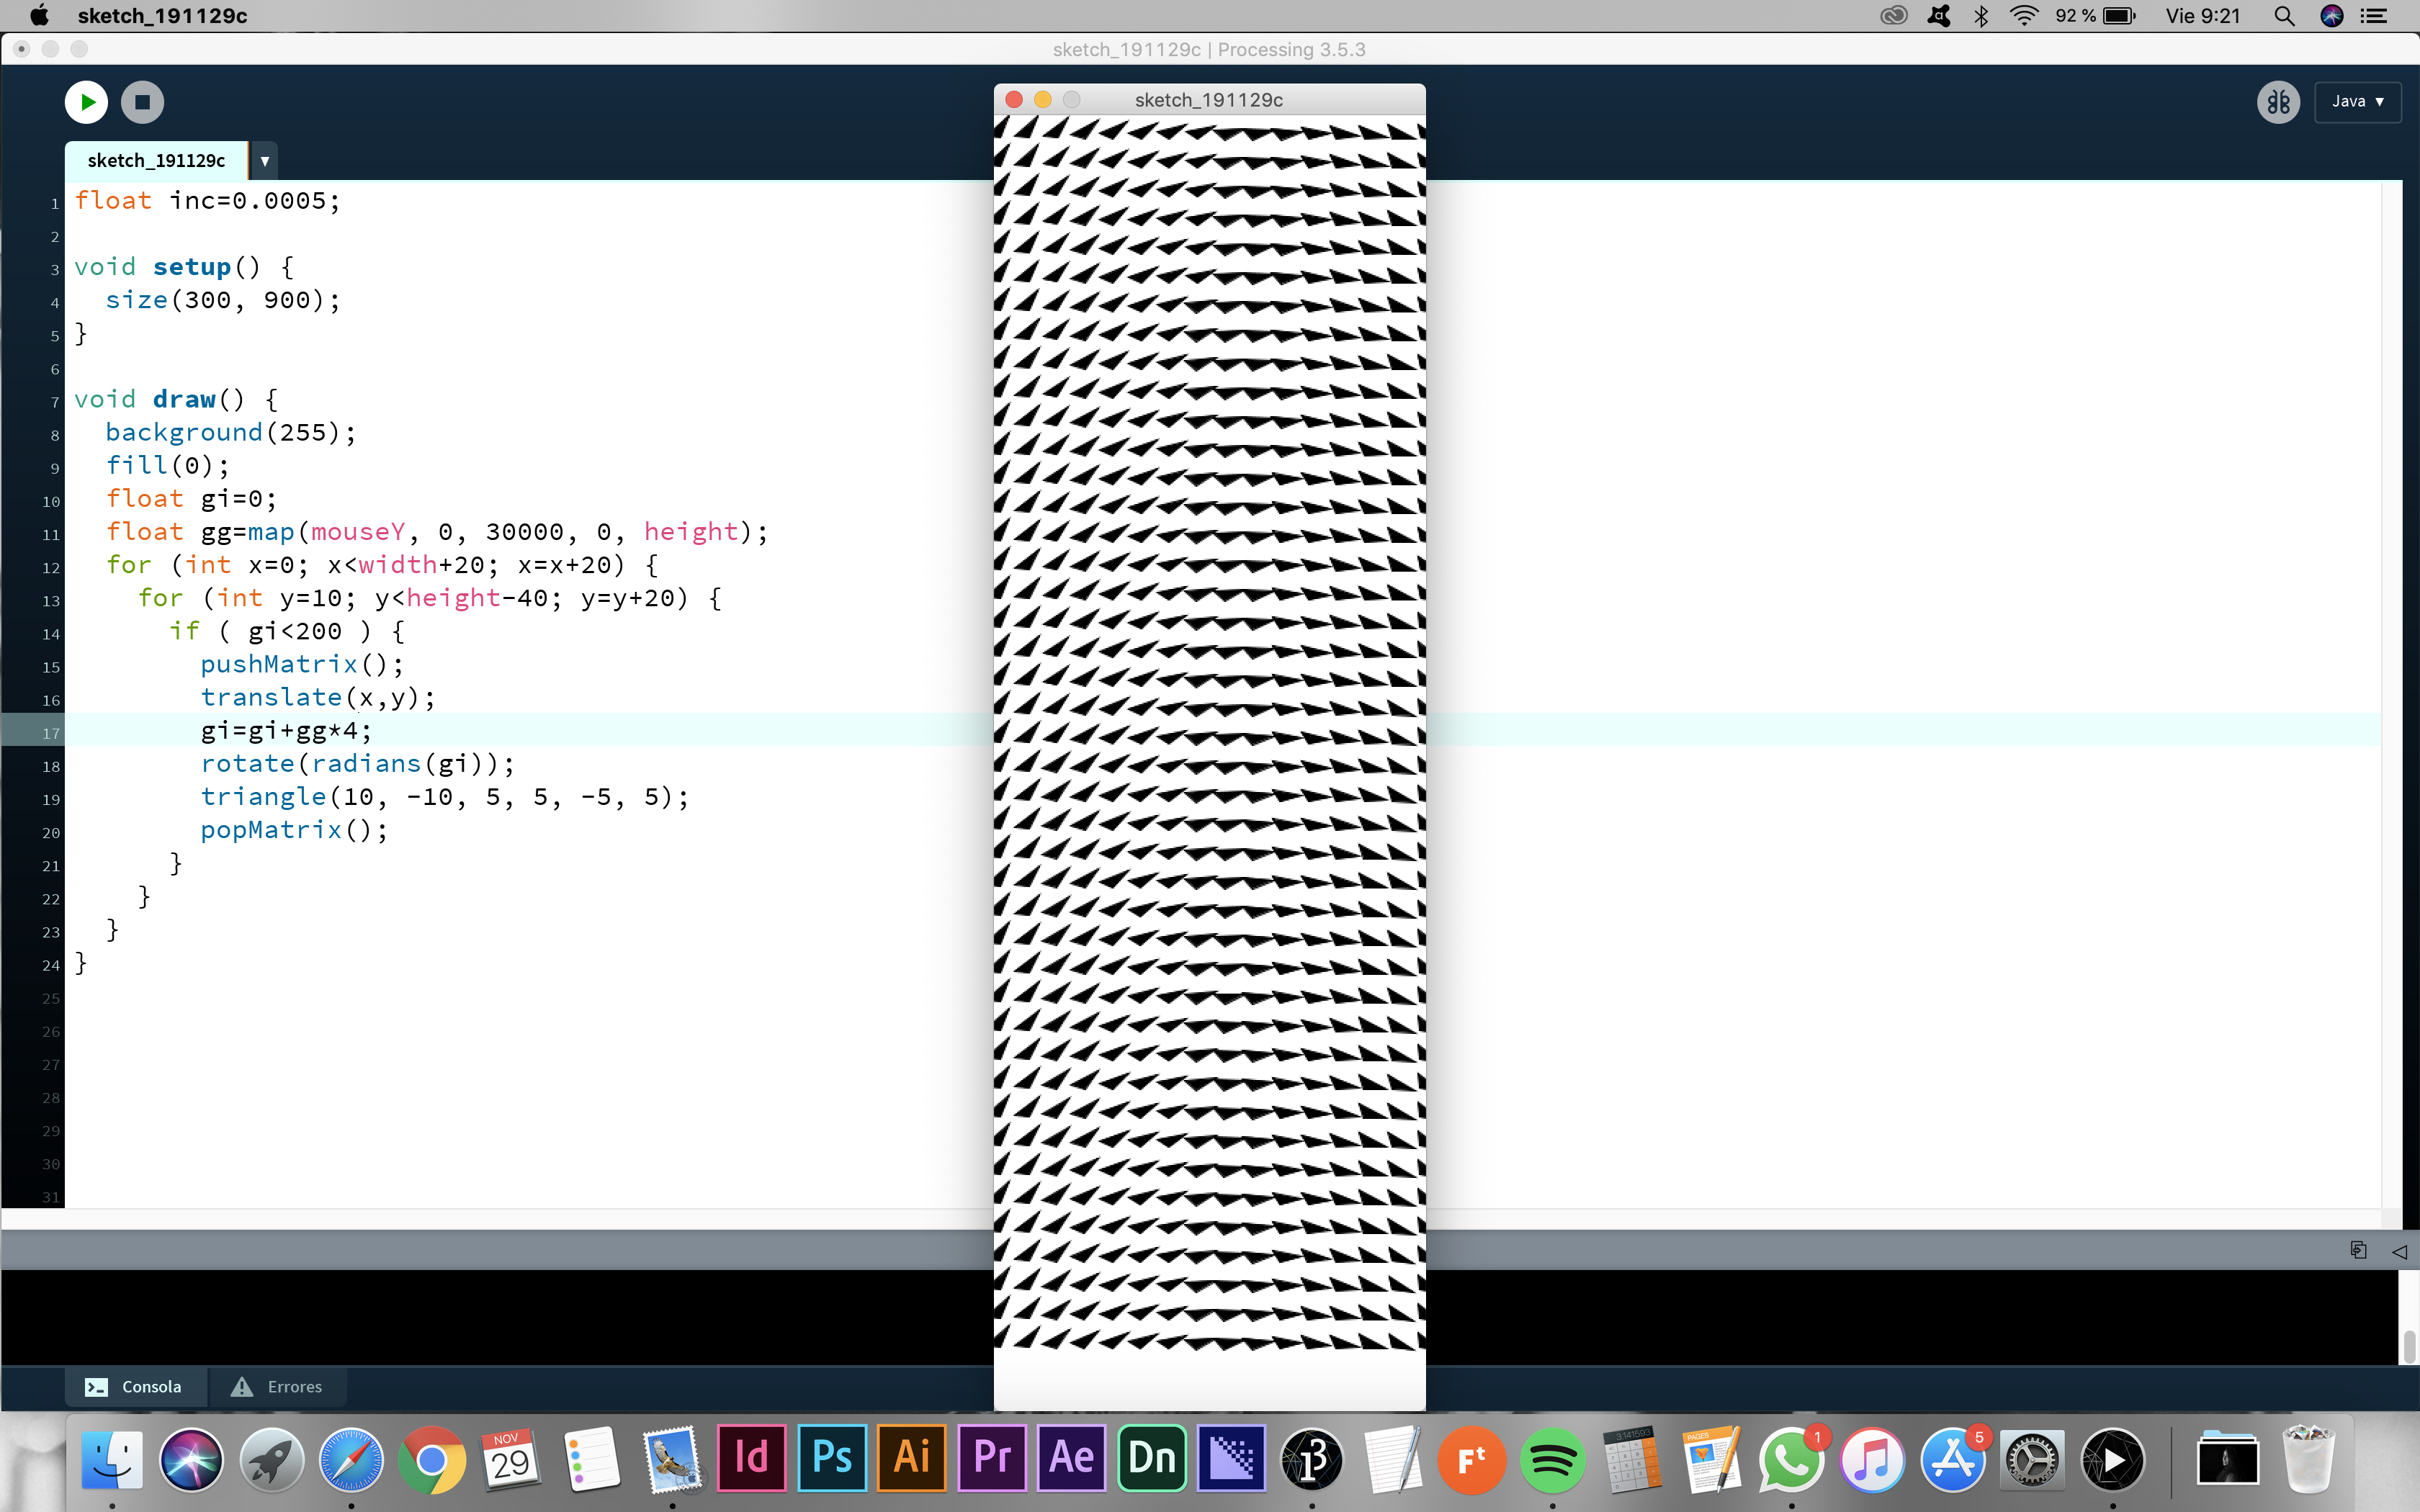 sketch_191129c
92 %
Vie 9:21
sketch_191129c | Processing 3.5.3
sketch_191129c
Java ▼
sketch_191129c ▼
1 float inc=0.0005;
2
3 void setup() {
4   size(300, 900);
5 }
6
7 void draw() {
8   background(255);
9   fill(0);
10   float gi=0;
11   float gg=map(mouseY, 0, 30000, 0, height);
12   for (int x=0; x<width+20; x=x+20) {
13     for (int y=10; y<height-40; y=y+20) {
14       if ( gi<200 ) {
15         pushMatrix();
16         translate(x,y);
17         gi=gi+gg*4;
18         rotate(radians(gi));
19         triangle(10, -10, 5, 5, -5, 5);
20         popMatrix();
21       }
22     }
23   }
24 }
25
26
27
28
29
30
31
Consola
Errores
NOV
29
Id
Ps
Ai
Pr
Ae
Dn
13
Ft
3.141593
PAGES
1
5